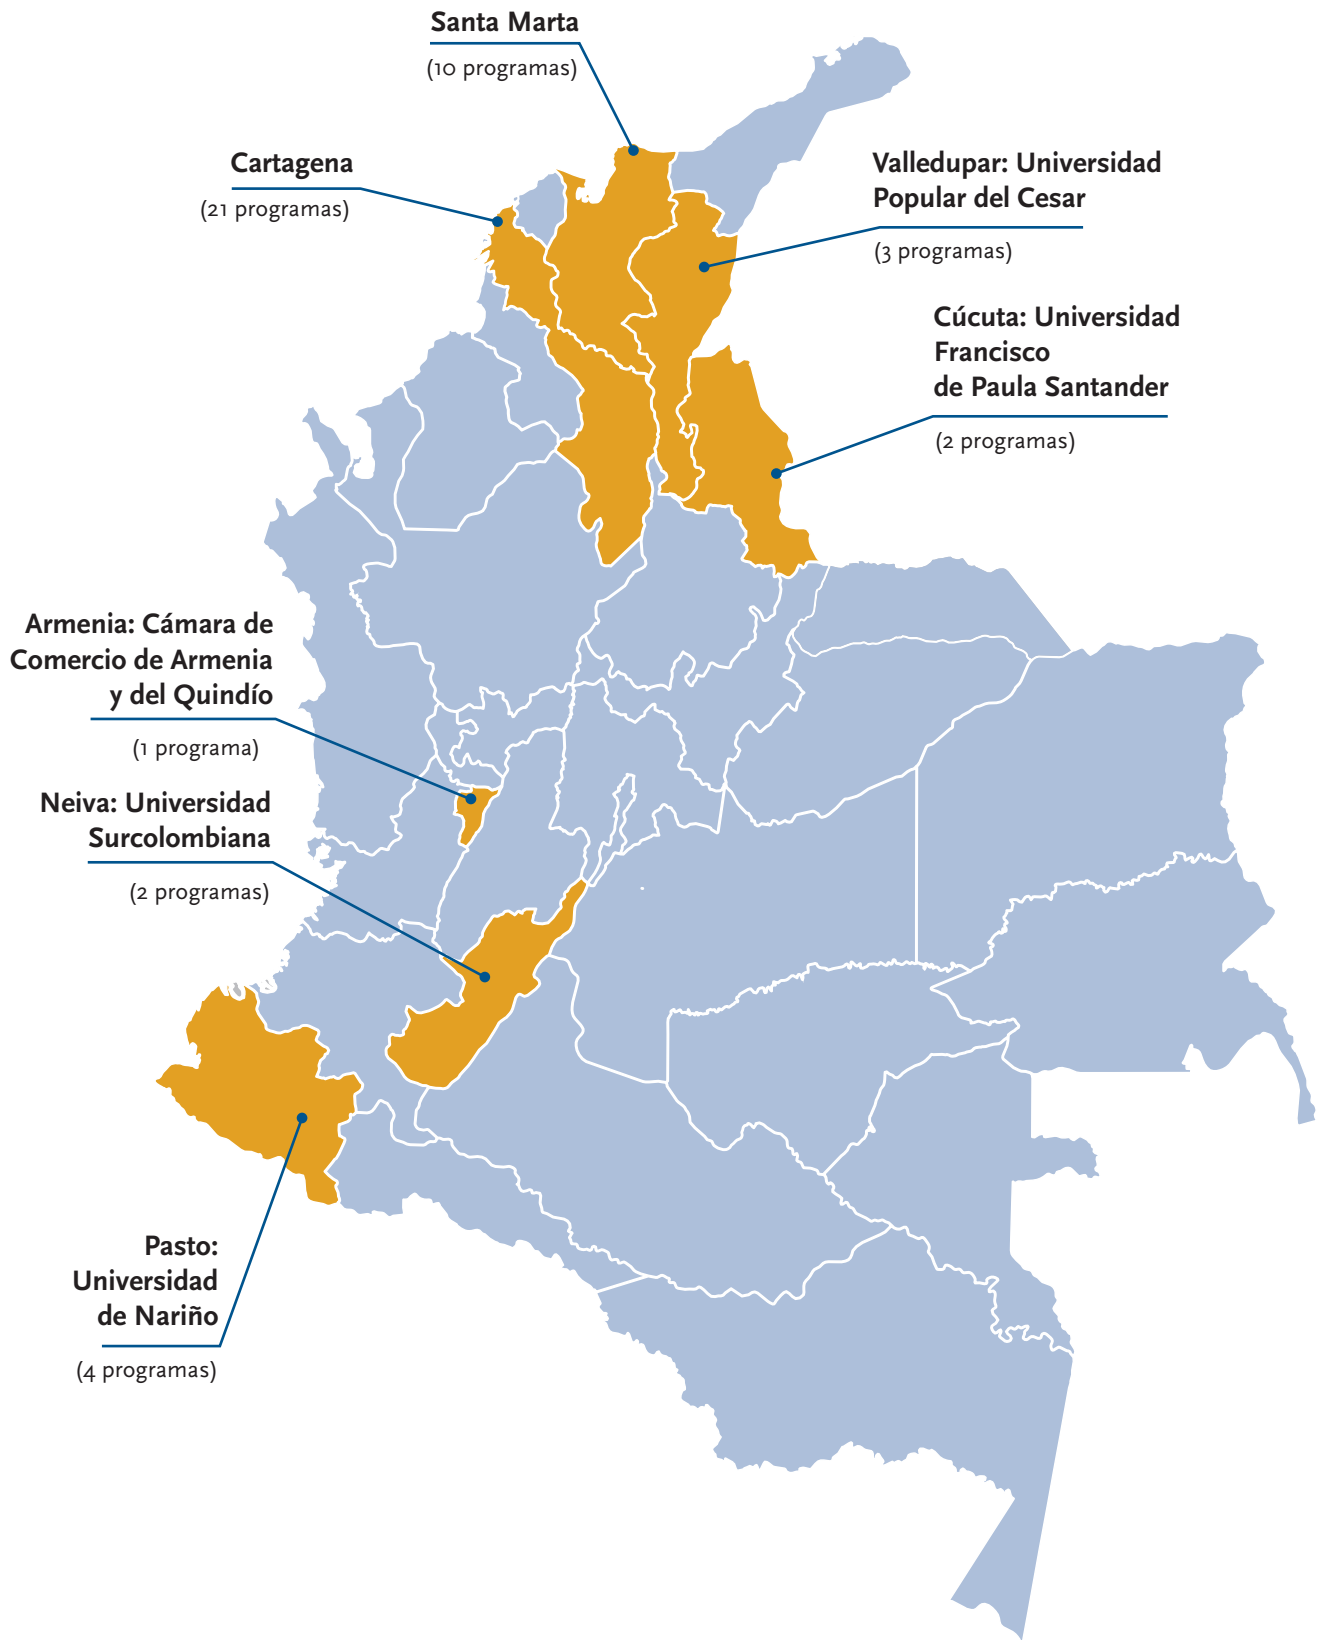 Santa Marta
(10 programas)
Cartagena
(21 programas)
Valledupar: Universidad
Popular del Cesar
(3 programas)
Cúcuta: Universidad
Francisco
de Paula Santander
(2 programas)
Armenia: Cámara de
Comercio de Armenia
y del Quindío
(1 programa)
Neiva: Universidad
Surcolombiana
(2 programas)
Pasto:
Universidad
de Nariño
(4 programas)